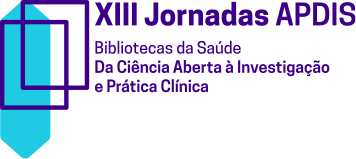 XIII Jornadas APDIS
Bibliotecas da Saúde
Da Ciência Aberta à Investigação
e Prática Clínica